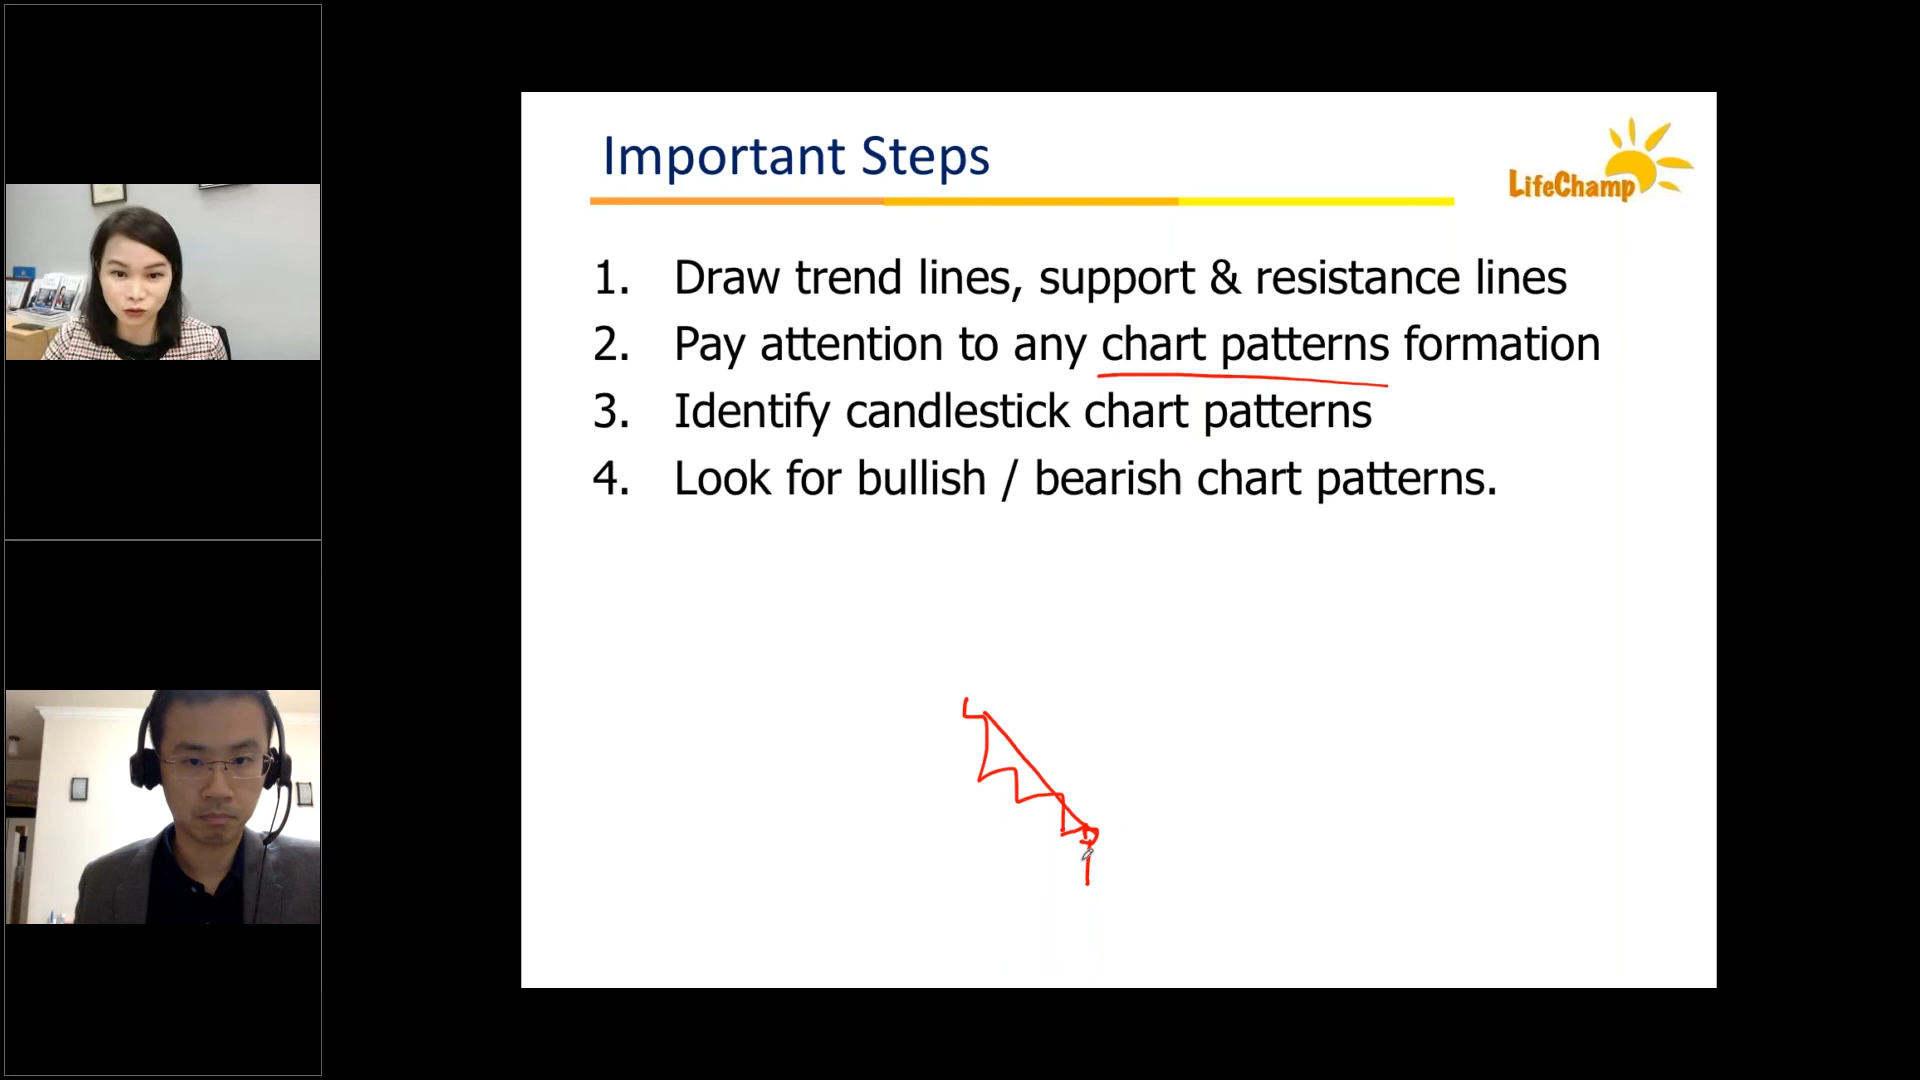 Important Steps
LifeChamp
1. Draw trend lines, support & resistance lines
2. Pay attention to any chart patterns formation
3. Identify candlestick chart patterns
4. Look for bullish / bearish chart patterns.